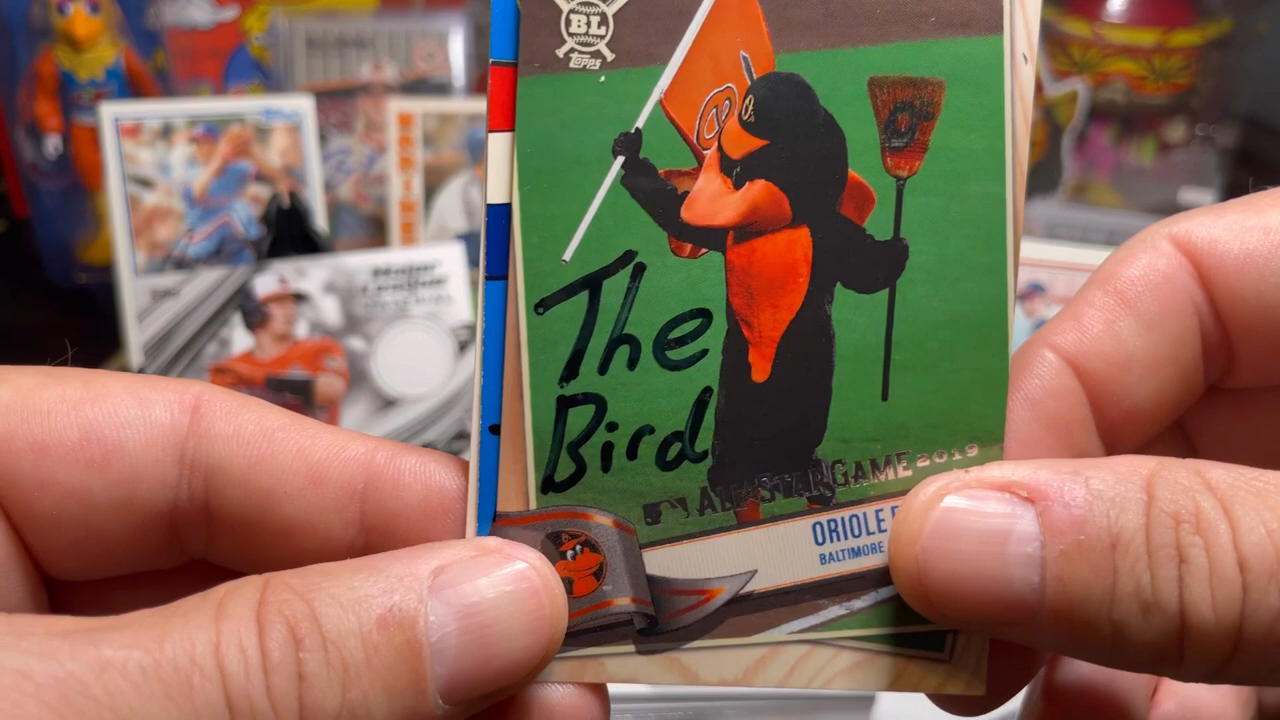 BL
Topps
The
Bird
ALL-STAR GAME 2019
ORIOLE
BALTIMORE